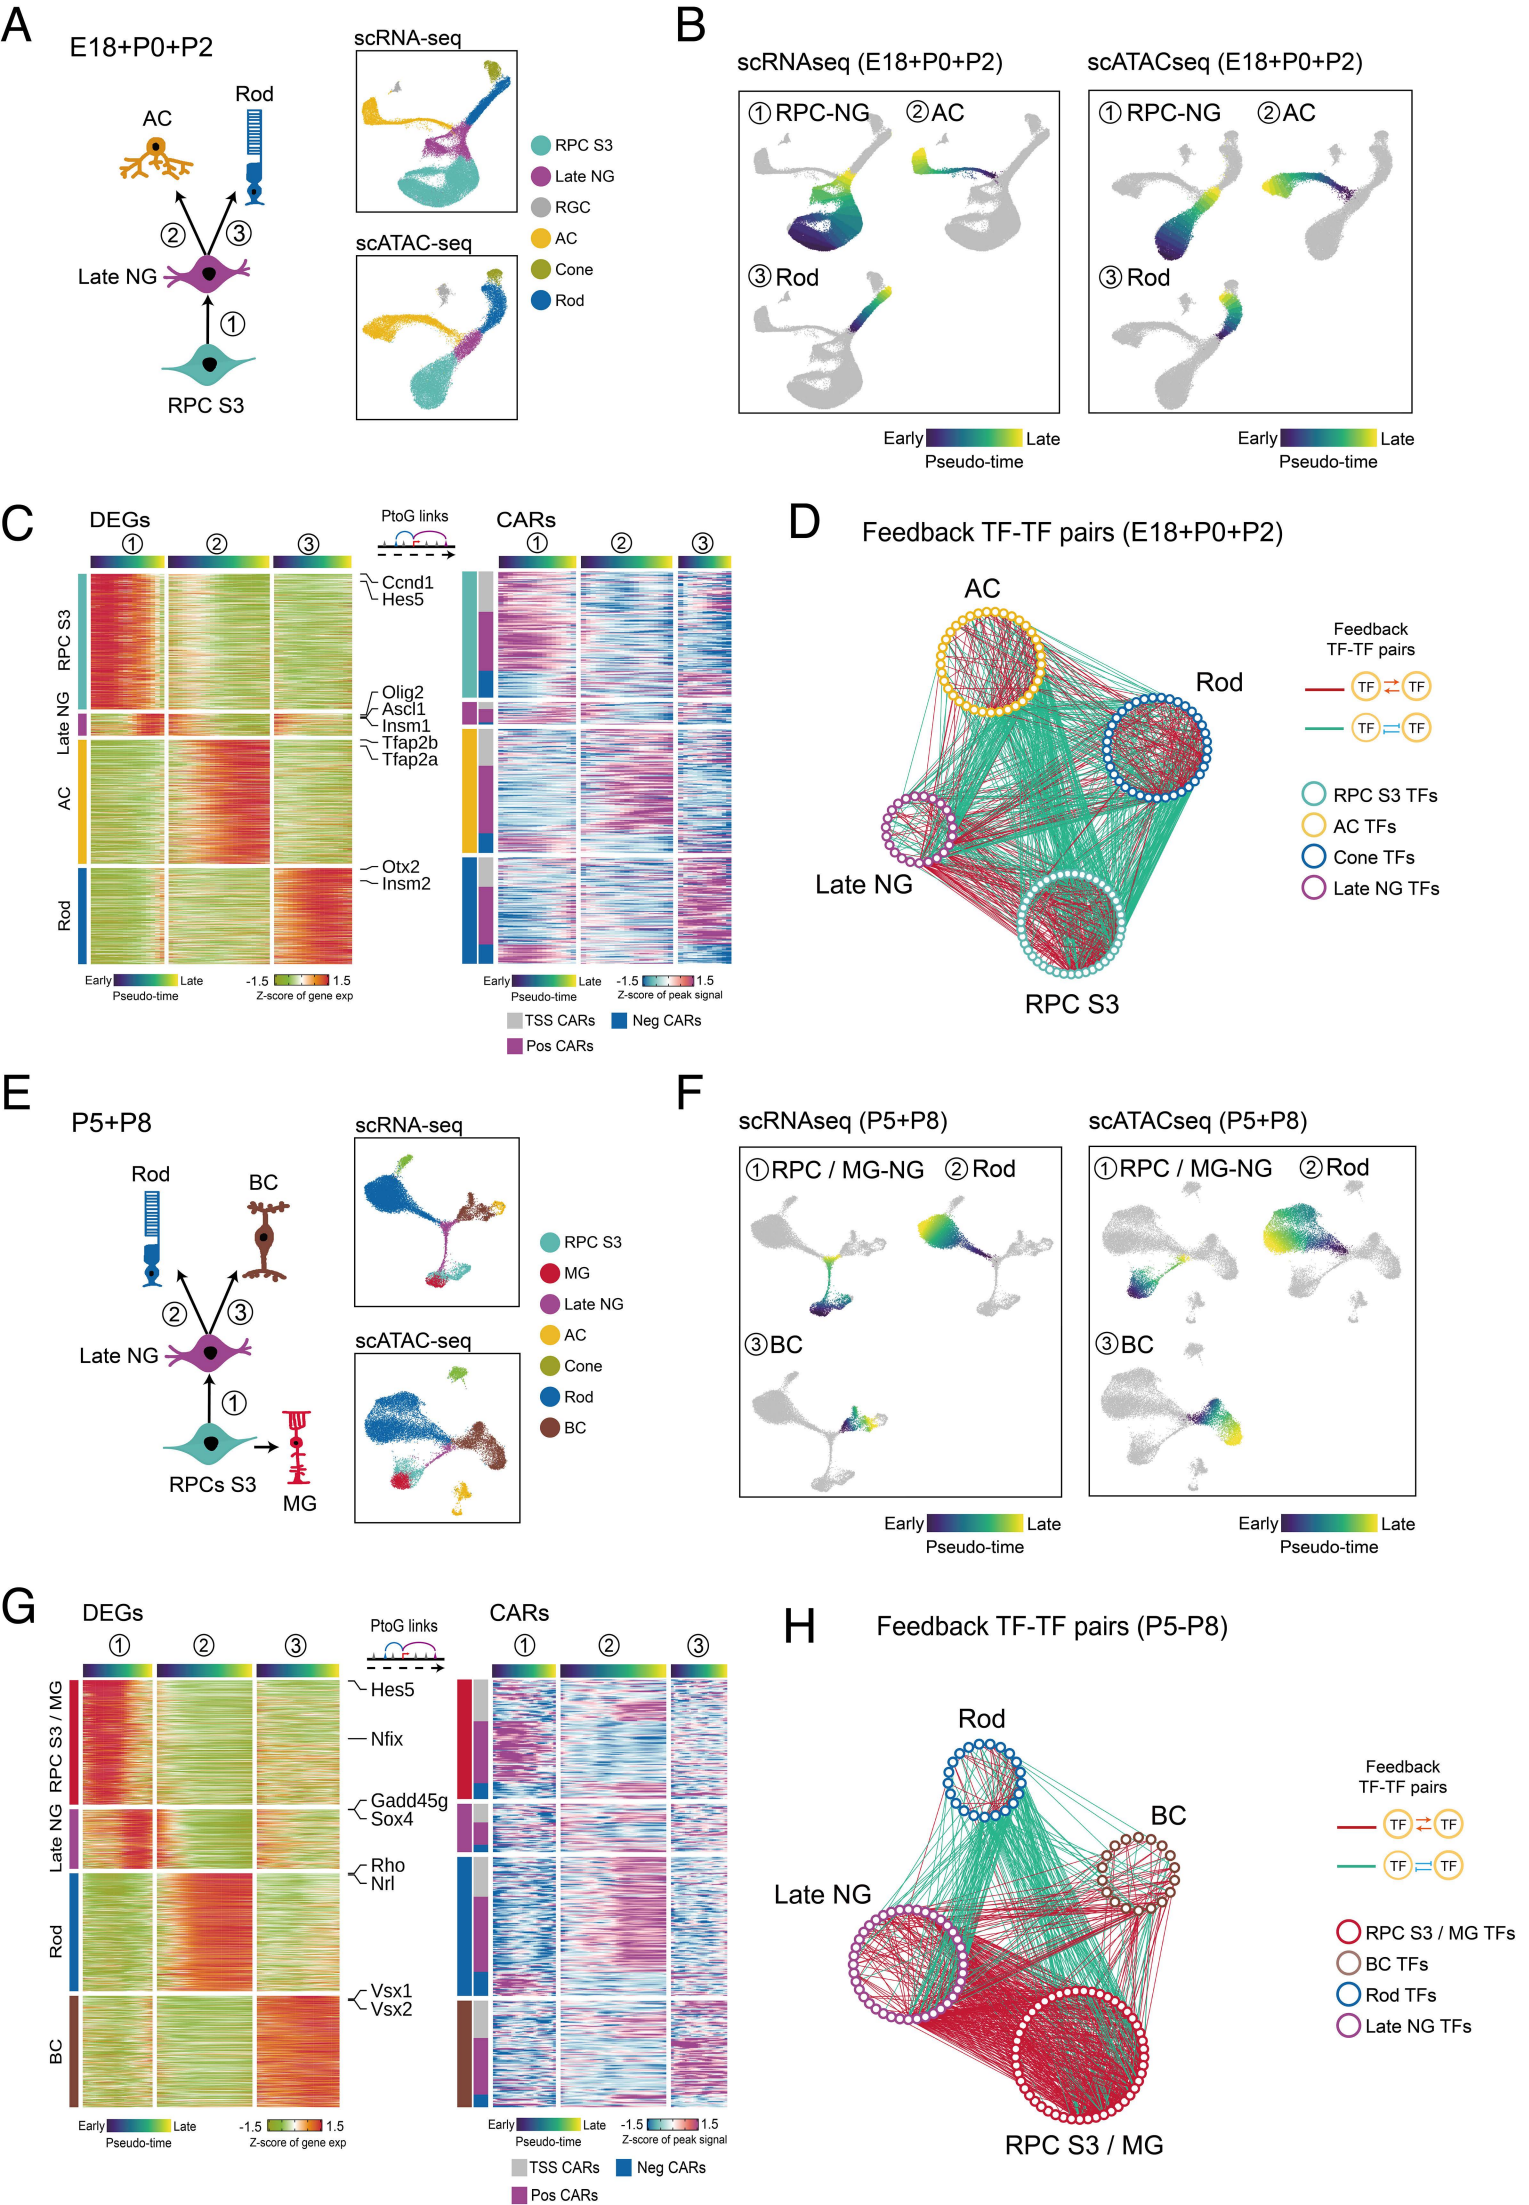 A
E18+P0+P2
AC
Rod
②
③
Late NG
①
RPC S3
scRNA-seq
scATAC-seq
RPC S3
Late NG
RGC
AC
Cone
Rod
B
scRNAseq (E18+P0+P2)
① RPC-NG
② AC
③ Rod
Early
Late
Pseudo-time
scATACseq (E18+P0+P2)
① RPC-NG
② AC
③ Rod
Early
Late
Pseudo-time
C
DEGs
① ② ③
RPC S3
Late NG
AC
Rod
PtoG links
Ccnd1
Hes5
Olig2
Ascl1
Insm1
Tfap2b
Tfap2a
Otx2
Insm2
Early
Late
Pseudo-time
-1.5
1.5
Z-score of gene exp
CARs
① ② ③
Early
Late
Pseudo-time
-1.5
1.5
Z-score of peak signal
TSS CARs
Neg CARs
Pos CARs
D
Feedback TF-TF pairs (E18+P0+P2)
AC
Rod
Late NG
RPC S3
Feedback
TF-TF pairs
TF TF
TF TF
RPC S3 TFs
AC TFs
Cone TFs
Late NG TFs
E
P5+P8
Rod
BC
②
③
Late NG
①
RPCs S3
MG
scRNA-seq
scATAC-seq
RPC S3
MG
Late NG
AC
Cone
Rod
BC
F
scRNAseq (P5+P8)
① RPC / MG-NG
② Rod
③ BC
Early
Late
Pseudo-time
scATACseq (P5+P8)
① RPC / MG-NG
② Rod
③ BC
Early
Late
Pseudo-time
G
DEGs
① ② ③
RPC S3 / MG
Late NG
Rod
BC
PtoG links
Hes5
Nfix
Gadd45g
Sox4
Rho
Nrl
Vsx1
Vsx2
Early
Late
Pseudo-time
-1.5
1.5
Z-score of gene exp
CARs
① ② ③
Early
Late
Pseudo-time
-1.5
1.5
Z-score of peak signal
TSS CARs
Neg CARs
Pos CARs
H
Feedback TF-TF pairs (P5-P8)
Rod
BC
Late NG
RPC S3 / MG
Feedback
TF-TF pairs
TF TF
TF TF
RPC S3 / MG TFs
BC TFs
Rod TFs
Late NG TFs